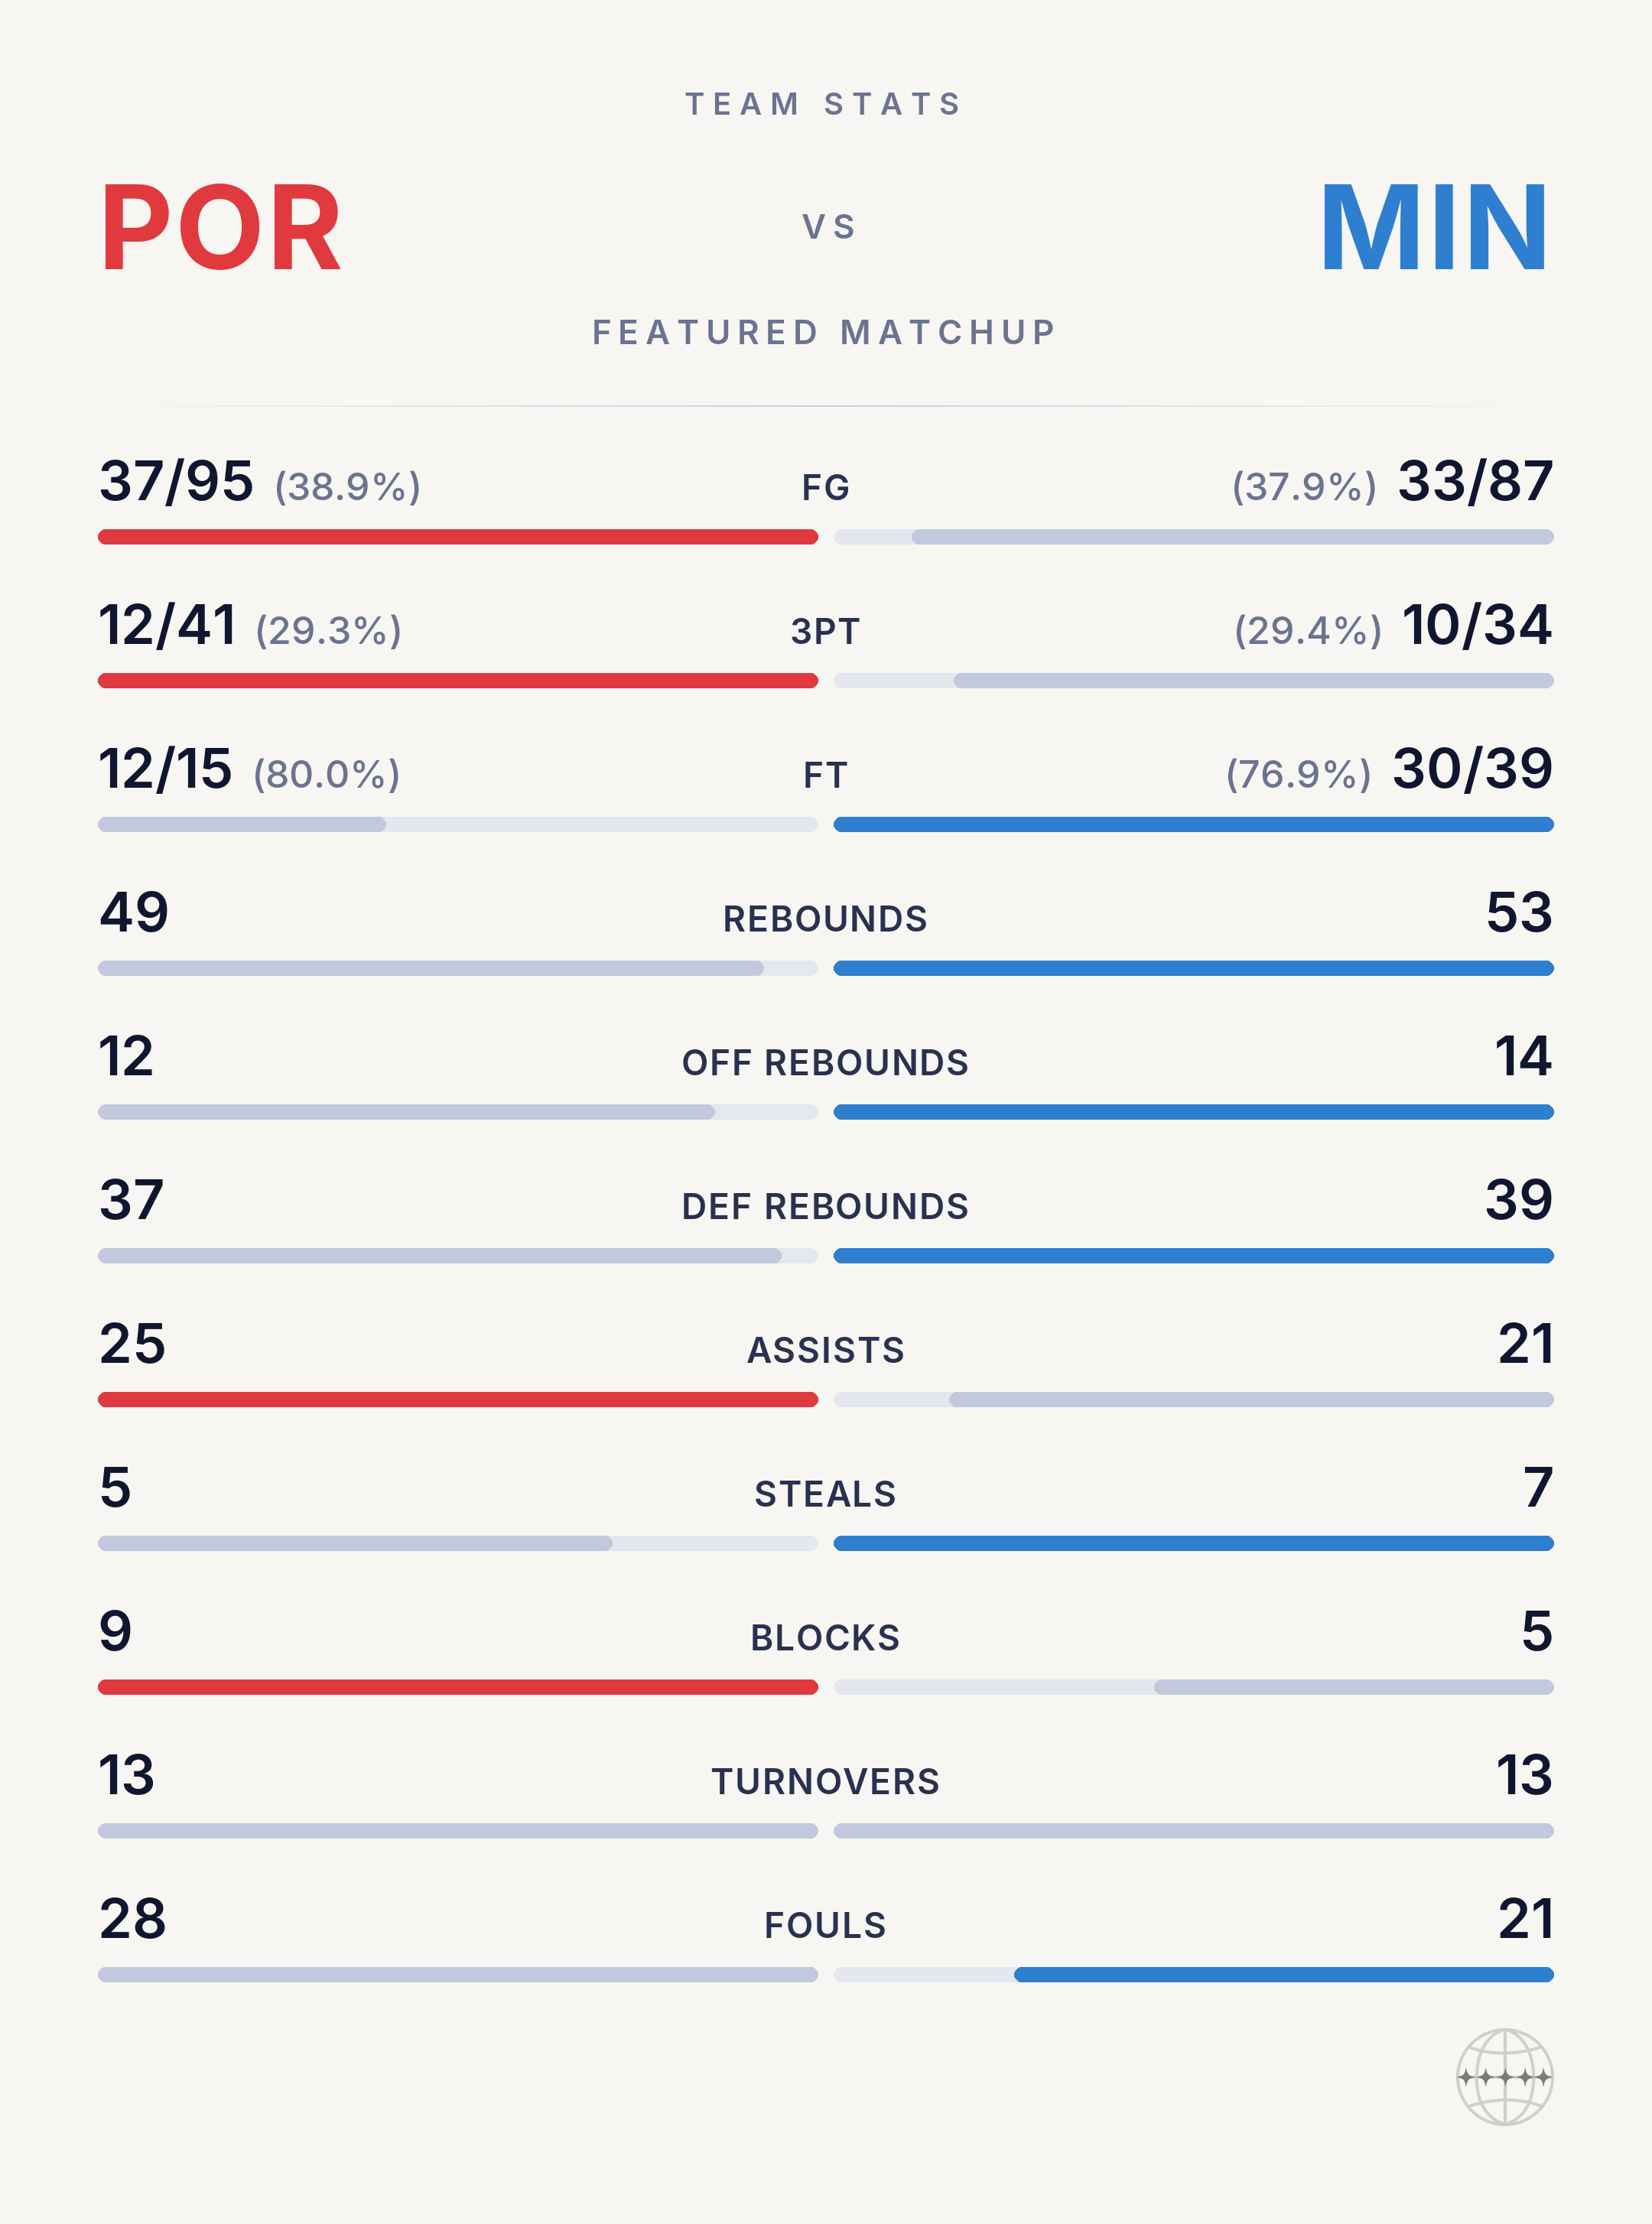 TEAM STATS
POR VS MIN
FEATURED MATCHUP
37/95 (38.9%) FG (37.9%) 33/87
12/41 (29.3%) 3PT (29.4%) 10/34
12/15 (80.0%) FT (76.9%) 30/39
49 REBOUNDS 53
12 OFF REBOUNDS 14
37 DEF REBOUNDS 39
25 ASSISTS 21
5 STEALS 7
9 BLOCKS 5
13 TURNOVERS 13
28 FOULS 21